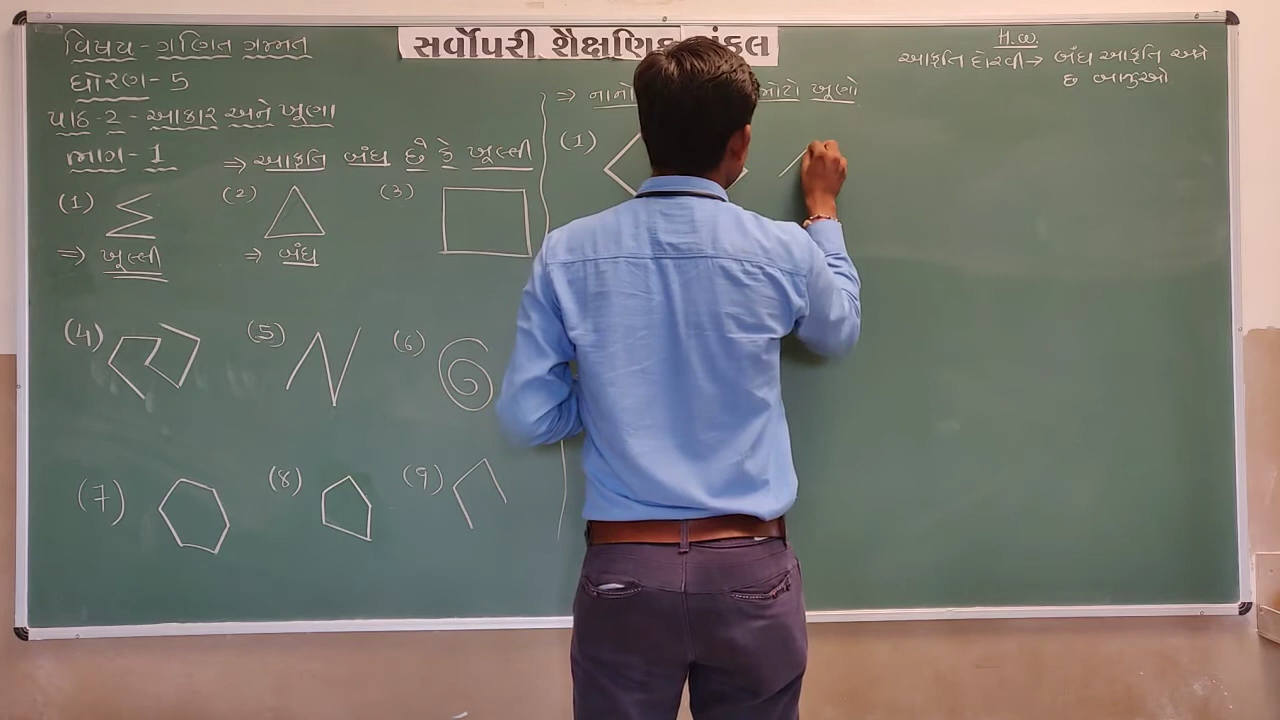 સર્વોપરી શૈક્ષણિક
વિષય - ગણિત ગમ્મત
ધોરણ - 5
પાઠ - 2 - આકાર અને ખૂણા
ભાગ - 1
⇒ આકૃતિ બંધ છે કે ખુલ્લી
(1)
(2)
(3)
⇒ ખુલ્લી
⇒ બંધ
(4)
(5)
(6)
(7)
(8)
(9)
⇒ નાનો મોટો ખૂણો
(1)
H.W.
આકૃતિ દોરવી → બંધ આકૃતિ અને
છ બાજુઓ